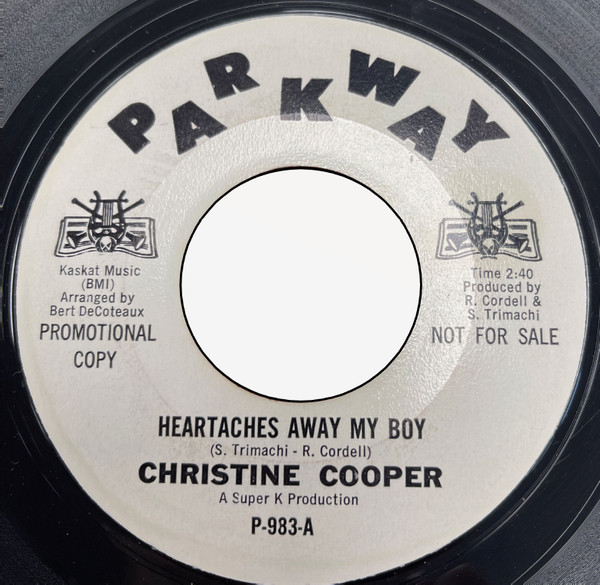 PARKWAY
Kaskat Music
(BMI)
Arranged by
Bert DeCoteaux
PROMOTIONAL
COPY
Time 2:40
Produced by
R. Cordell &
S. Trimachi
NOT FOR SALE
HEARTACHES AWAY MY BOY
(S. Trimachi - R. Cordell)
CHRISTINE COOPER
A Super K Production
P-983-A